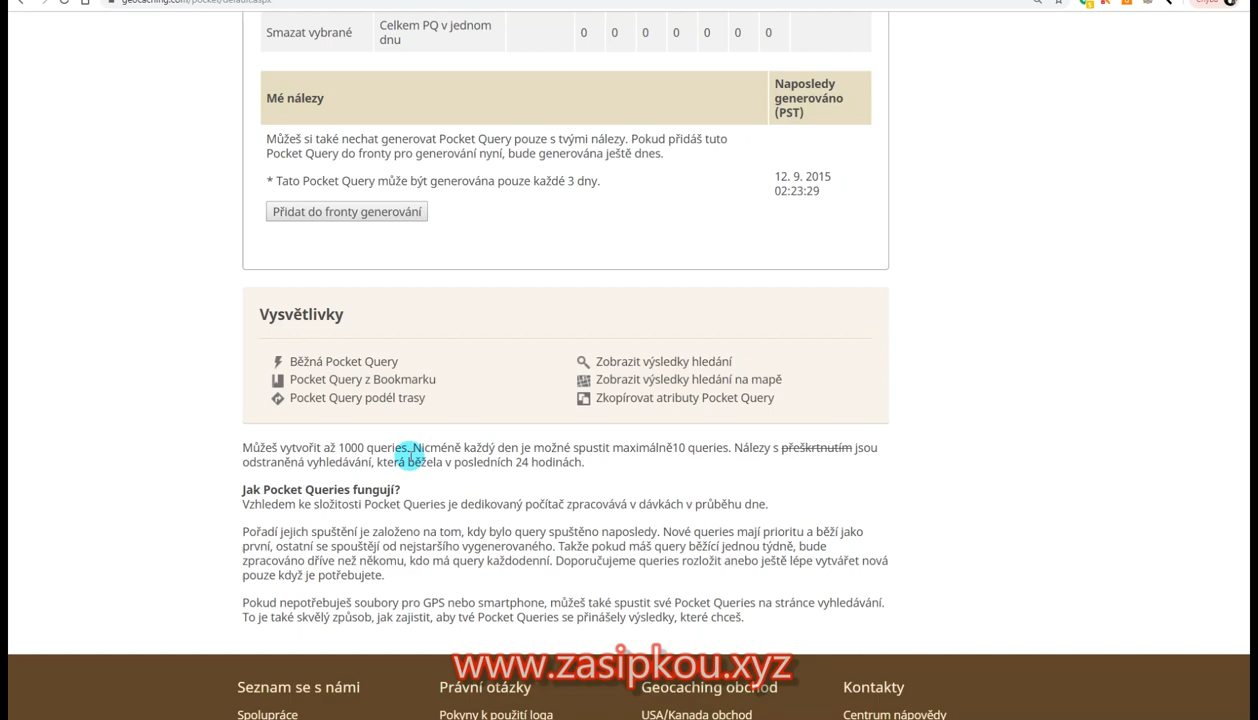 geocaching.com/pocket/default.aspx
Smazat vybrané
Celkem PQ v jednom
dnu
0 0 0 0 0 0 0
Mé nálezy
Naposledy
generováno
(PST)
Můžeš si také nechat generovat Pocket Query pouze s tvými nálezy. Pokud přidáš tuto
Pocket Query do fronty pro generování nyní, bude generována ještě dnes.
* Tato Pocket Query může být generována pouze každé 3 dny.
12. 9. 2015
02:23:29
Přidat do fronty generování
Vysvětlivky
Běžná Pocket Query
Zobrazit výsledky hledání
Pocket Query z Bookmarku
Zobrazit výsledky hledání na mapě
Pocket Query podél trasy
Zkopírovat atributy Pocket Query
Můžeš vytvořit až 1000 queries. Nicméně každý den je možné spustit maximálně10 queries. Nálezy s přeškrtnutím jsou
odstraněná vyhledávání, která běžela v posledních 24 hodinách.
Jak Pocket Queries fungují?
Vzhledem ke složitosti Pocket Queries je dedikovaný počítač zpracovává v dávkách v průběhu dne.
Pořadí jejich spuštění je založeno na tom, kdy bylo query spuštěno naposledy. Nové queries mají prioritu a běží jako
první, ostatní se spouštějí od nejstaršího vygenerovaného. Takže pokud máš query běžící jednou týdně, bude
zpracováno dříve než někomu, kdo má query každodenní. Doporučujeme queries rozložit anebo ještě lépe vytvářet nová
pouze když je potřebujete.
Pokud nepotřebuješ soubory pro GPS nebo smartphone, můžeš také spustit své Pocket Queries na stránce vyhledávání.
To je také skvělý způsob, jak zajistit, aby tvé Pocket Queries se přinášely výsledky, které chceš.
www.zasipkou.xyz
Seznam se s námi
Právní otázky
Geocaching obchod
Kontakty
Spolupráce
Pokyny k použití loga
USA/Kanada obchod
Centrum nápovědy